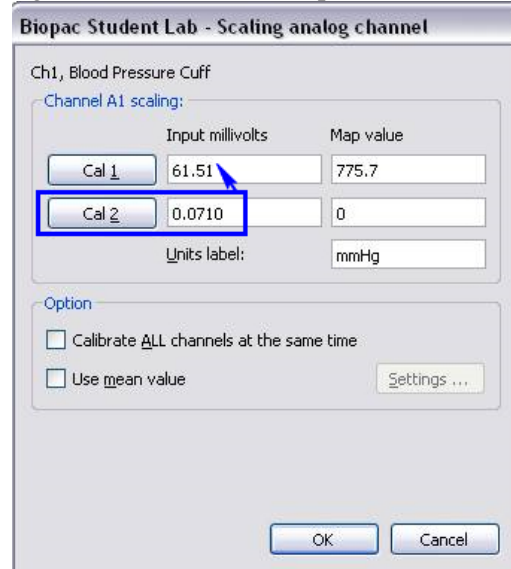 Biopac Student Lab - Scaling analog channel
Ch1, Blood Pressure Cuff
Channel A1 scaling:
Input millivolts Map value
Cal 1 61.51 775.7
Cal 2 0.0710 0
Units label: mmHg
Option
Calibrate ALL channels at the same time
Use mean value Settings ...
OK Cancel